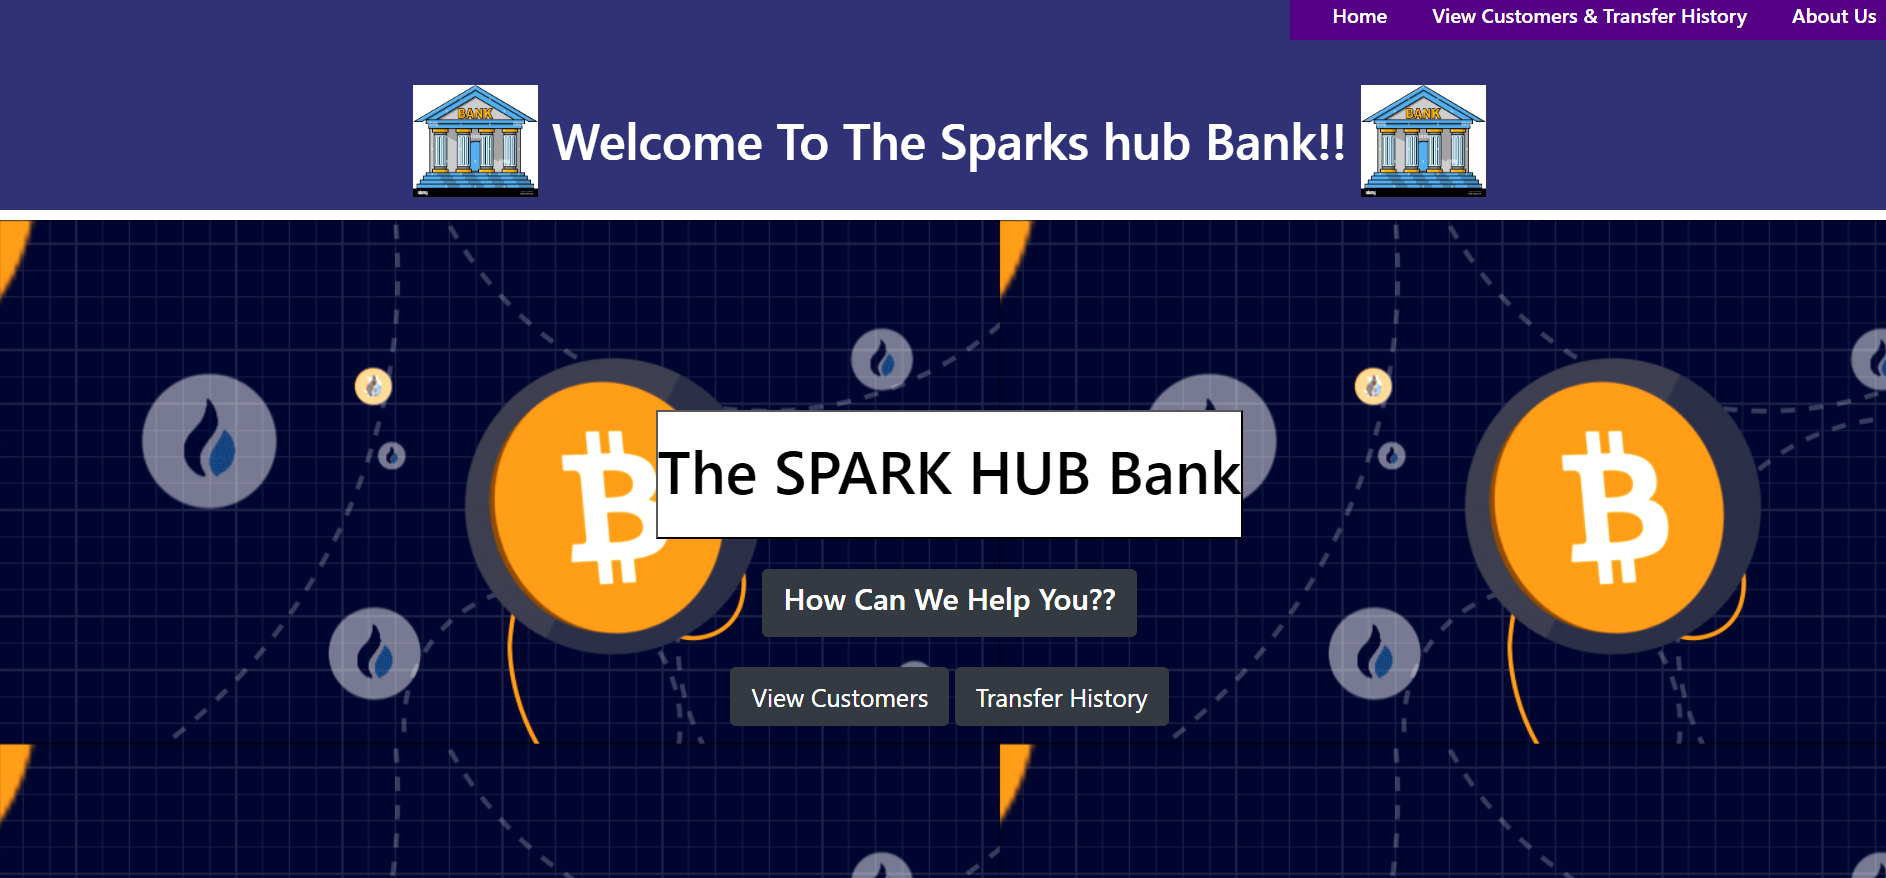 Home View Customers & Transfer History About Us
BANK
Welcome To The Sparks hub Bank!!
BANK
The SPARK HUB Bank
How Can We Help You??
View Customers Transfer History